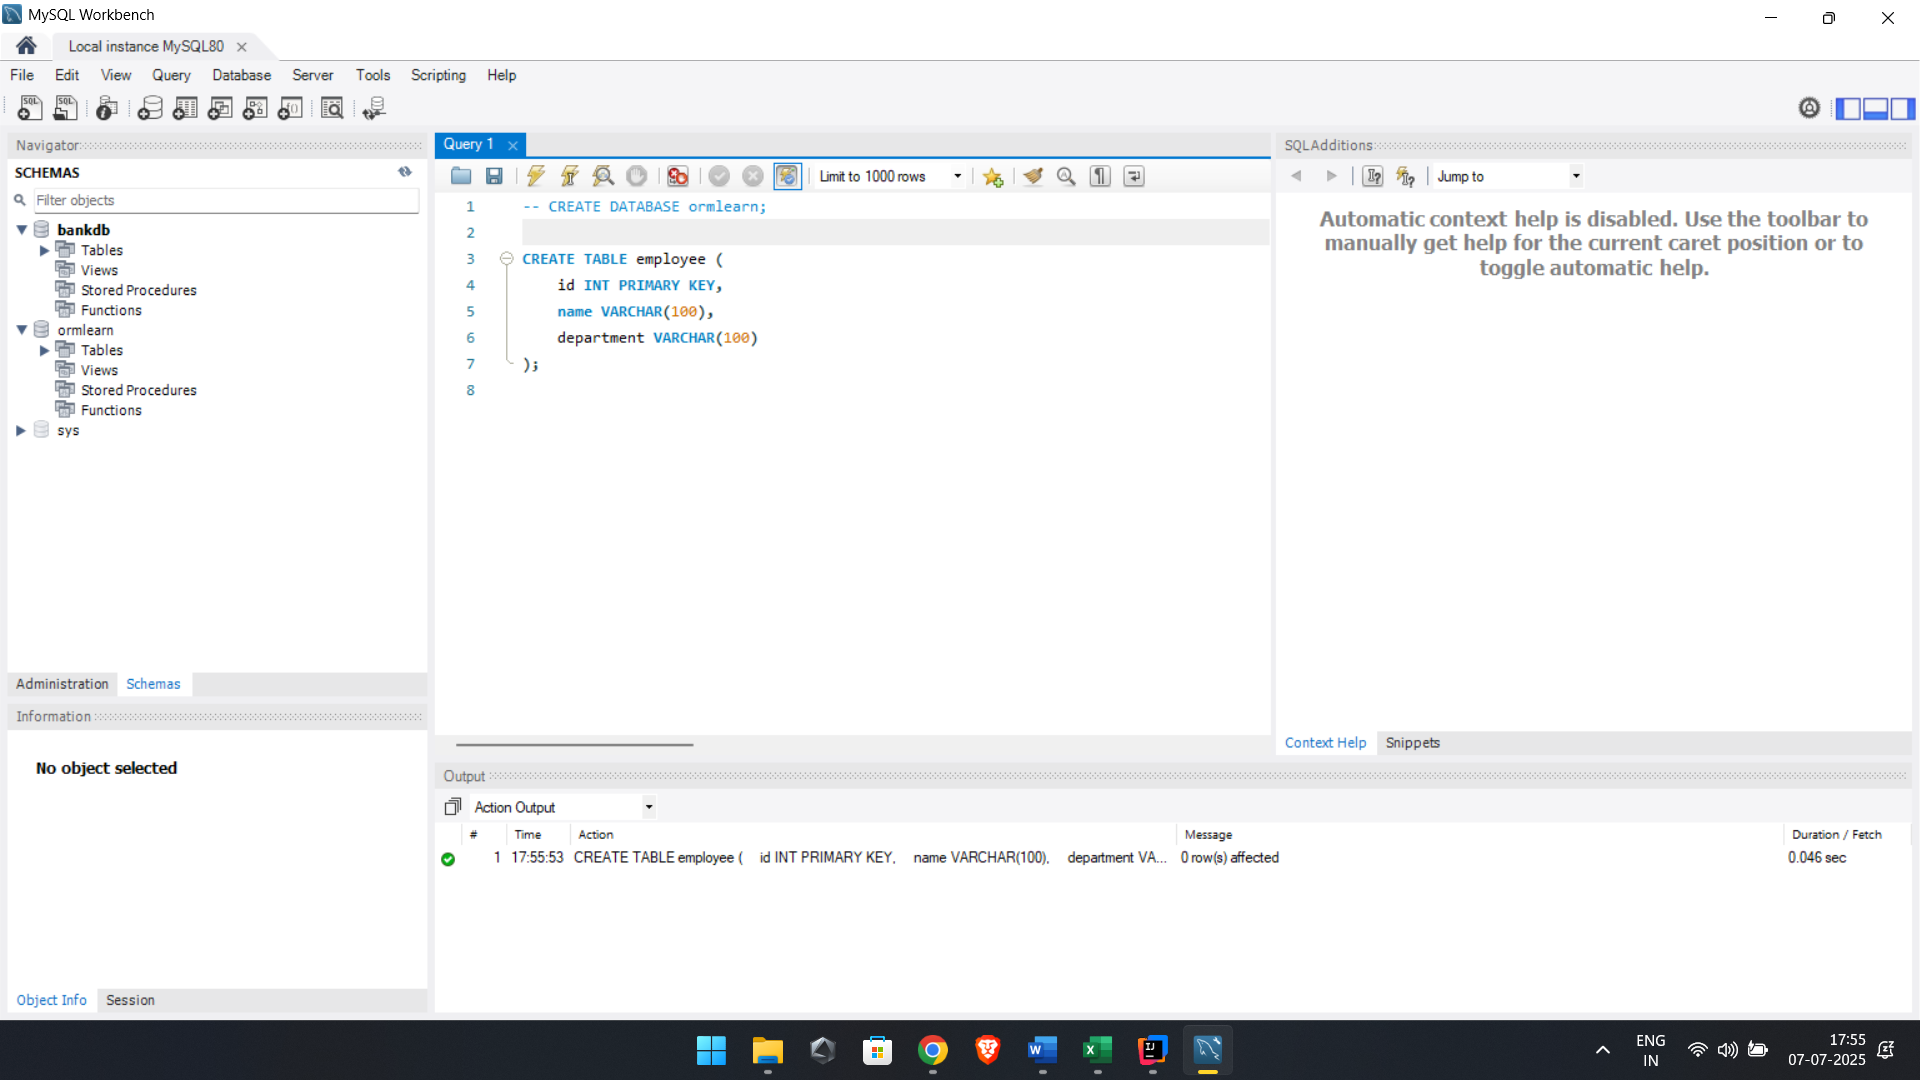 MySQL Workbench
Local instance MySQL80
File Edit View Query Database Server Tools Scripting Help
Navigator
SCHEMAS
Filter objects
bankdb
Tables
Views
Stored Procedures
Functions
ormlearn
Tables
Views
Stored Procedures
Functions
sys
Administration Schemas
Information
No object selected
Object Info Session
Query 1
Limit to 1000 rows
1 -- CREATE DATABASE ormlearn;
2
3 CREATE TABLE employee (
4 id INT PRIMARY KEY,
5 name VARCHAR(100),
6 department VARCHAR(100)
7 );
8
SQLAdditions
Jump to
Automatic context help is disabled. Use the toolbar to
manually get help for the current caret position or to
toggle automatic help.
Context Help Snippets
Output
Action Output
# Time Action Message Duration / Fetch
1 17:55:53 CREATE TABLE employee ( id INT PRIMARY KEY, name VARCHAR(100), department VA... 0 row(s) affected 0.046 sec
ENG
IN
17:55
07-07-2025